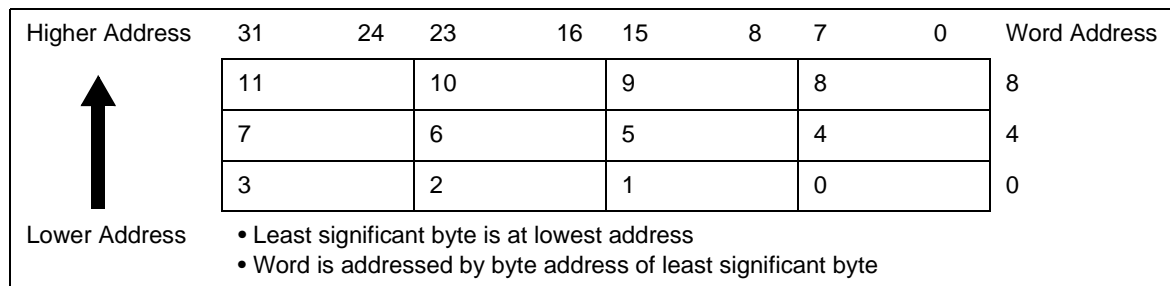 Higher Address 31 24 23 16 15 8 7 0 Word Address
11 10 9 8 8
7 6 5 4 4
3 2 1 0 0
Lower Address • Least significant byte is at lowest address
• Word is addressed by byte address of least significant byte